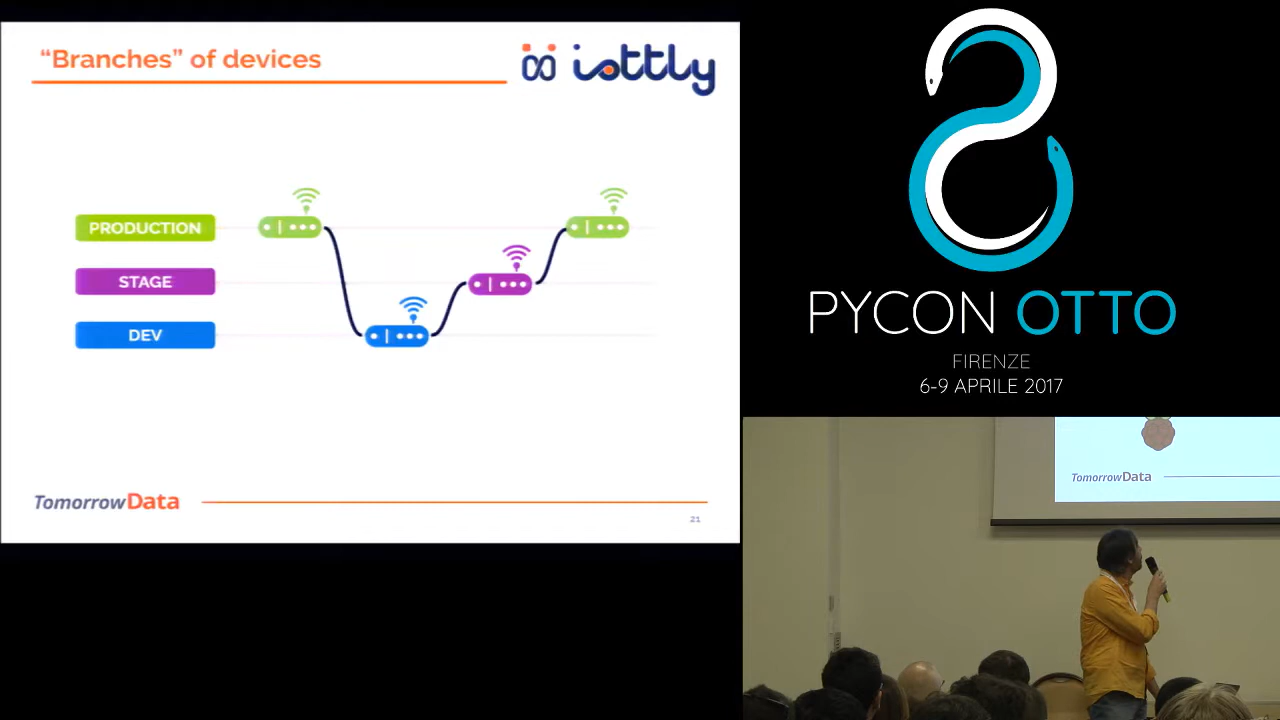 “Branches” of devices
iottly
PRODUCTION
STAGE
DEV
TomorrowData
21
PYCON OTTO
FIRENZE
6-9 APRILE 2017
TomorrowData